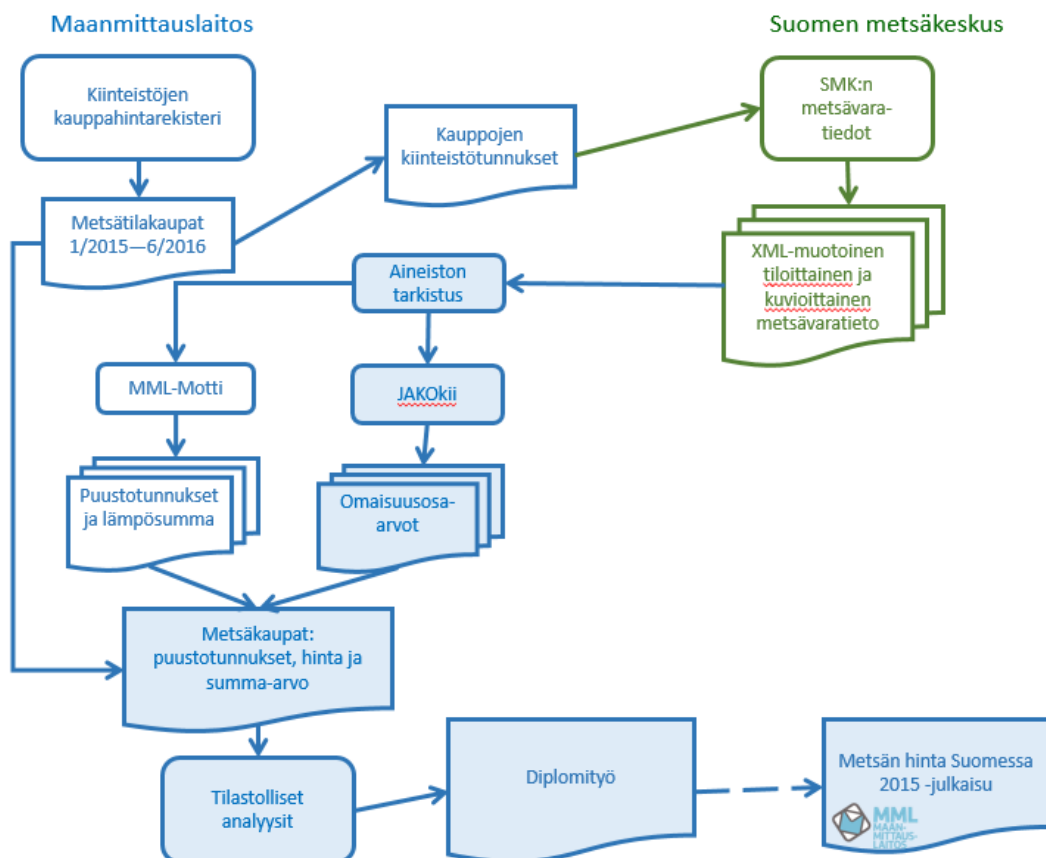 Maanmittauslaitos
Suomen metsäkeskus
Kiinteistöjen
kauppahintarekisteri
SMK:n
metsävara-
tiedot
Kauppojen
kiinteistötunnukset
Metsätilakaupat
1/2015—6/2016
XML-muotoinen
tiloittainen ja
kuvioittainen
metsävaratieto
Aineiston
tarkistus
MML-Motti
JAKOkii
Puustotunnukset
ja lämpösumma
Omaisuusosa-
arvot
Metsäkaupat:
puustotunnukset, hinta ja
summa-arvo
Tilastolliset
analyysit
Diplomityö
Metsän hinta Suomessa
2015 -julkaisu
MML
MAAN-
MITTAUS-
LAITOS